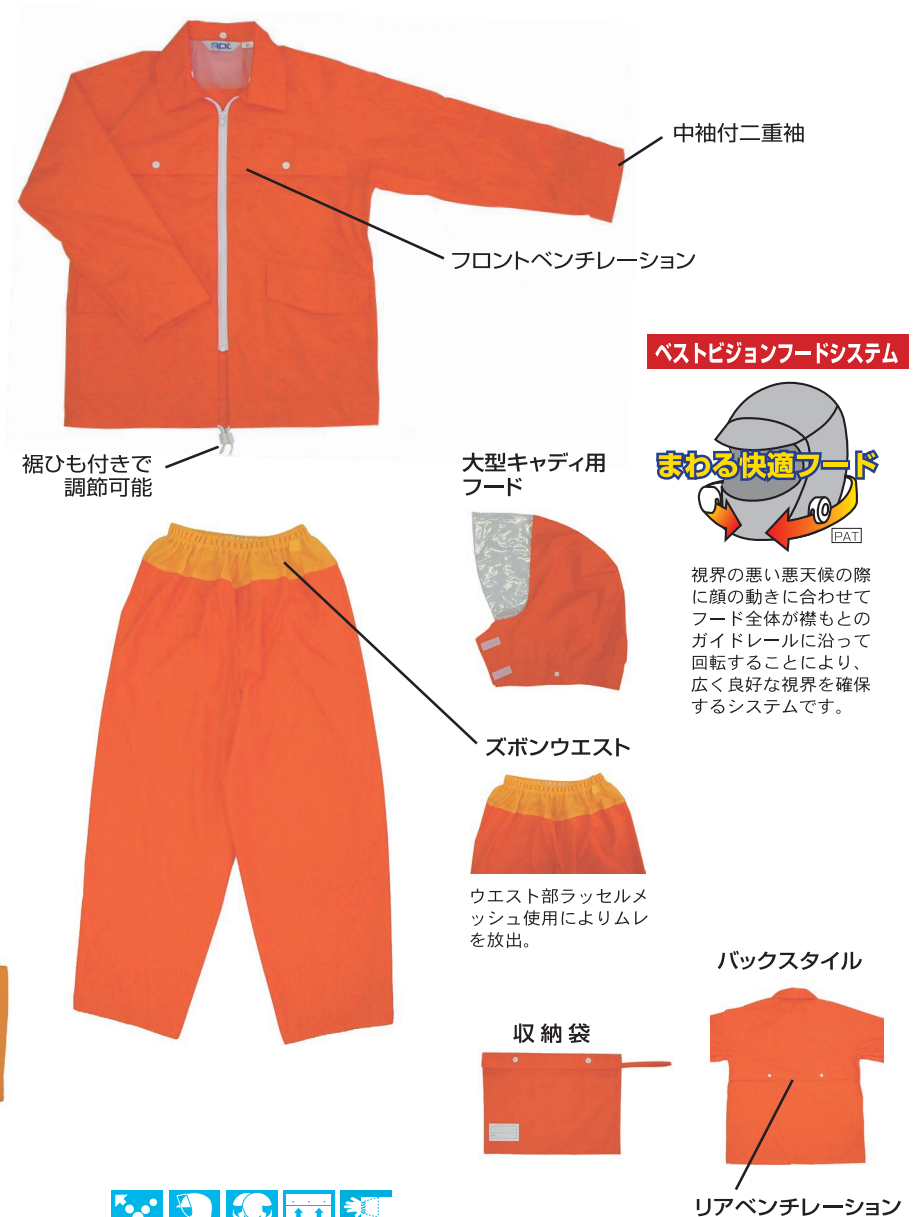 中袖付二重袖
フロントベンチレーション
ベストビジョンフードシステム
まわる快適フード
PAT
視界の悪い悪天候の際
に顔の動きに合わせて
フード全体が襟もとの
ガイドレールに沿って
回転することにより、
広く良好な視界を確保
するシステムです。
裾ひも付きで
調節可能
大型キャディ用
フード
ズボンウエスト
ウエスト部ラッセルメ
ッシュ使用によりムレ
を放出。
バックスタイル
収納袋
リアベンチレーション